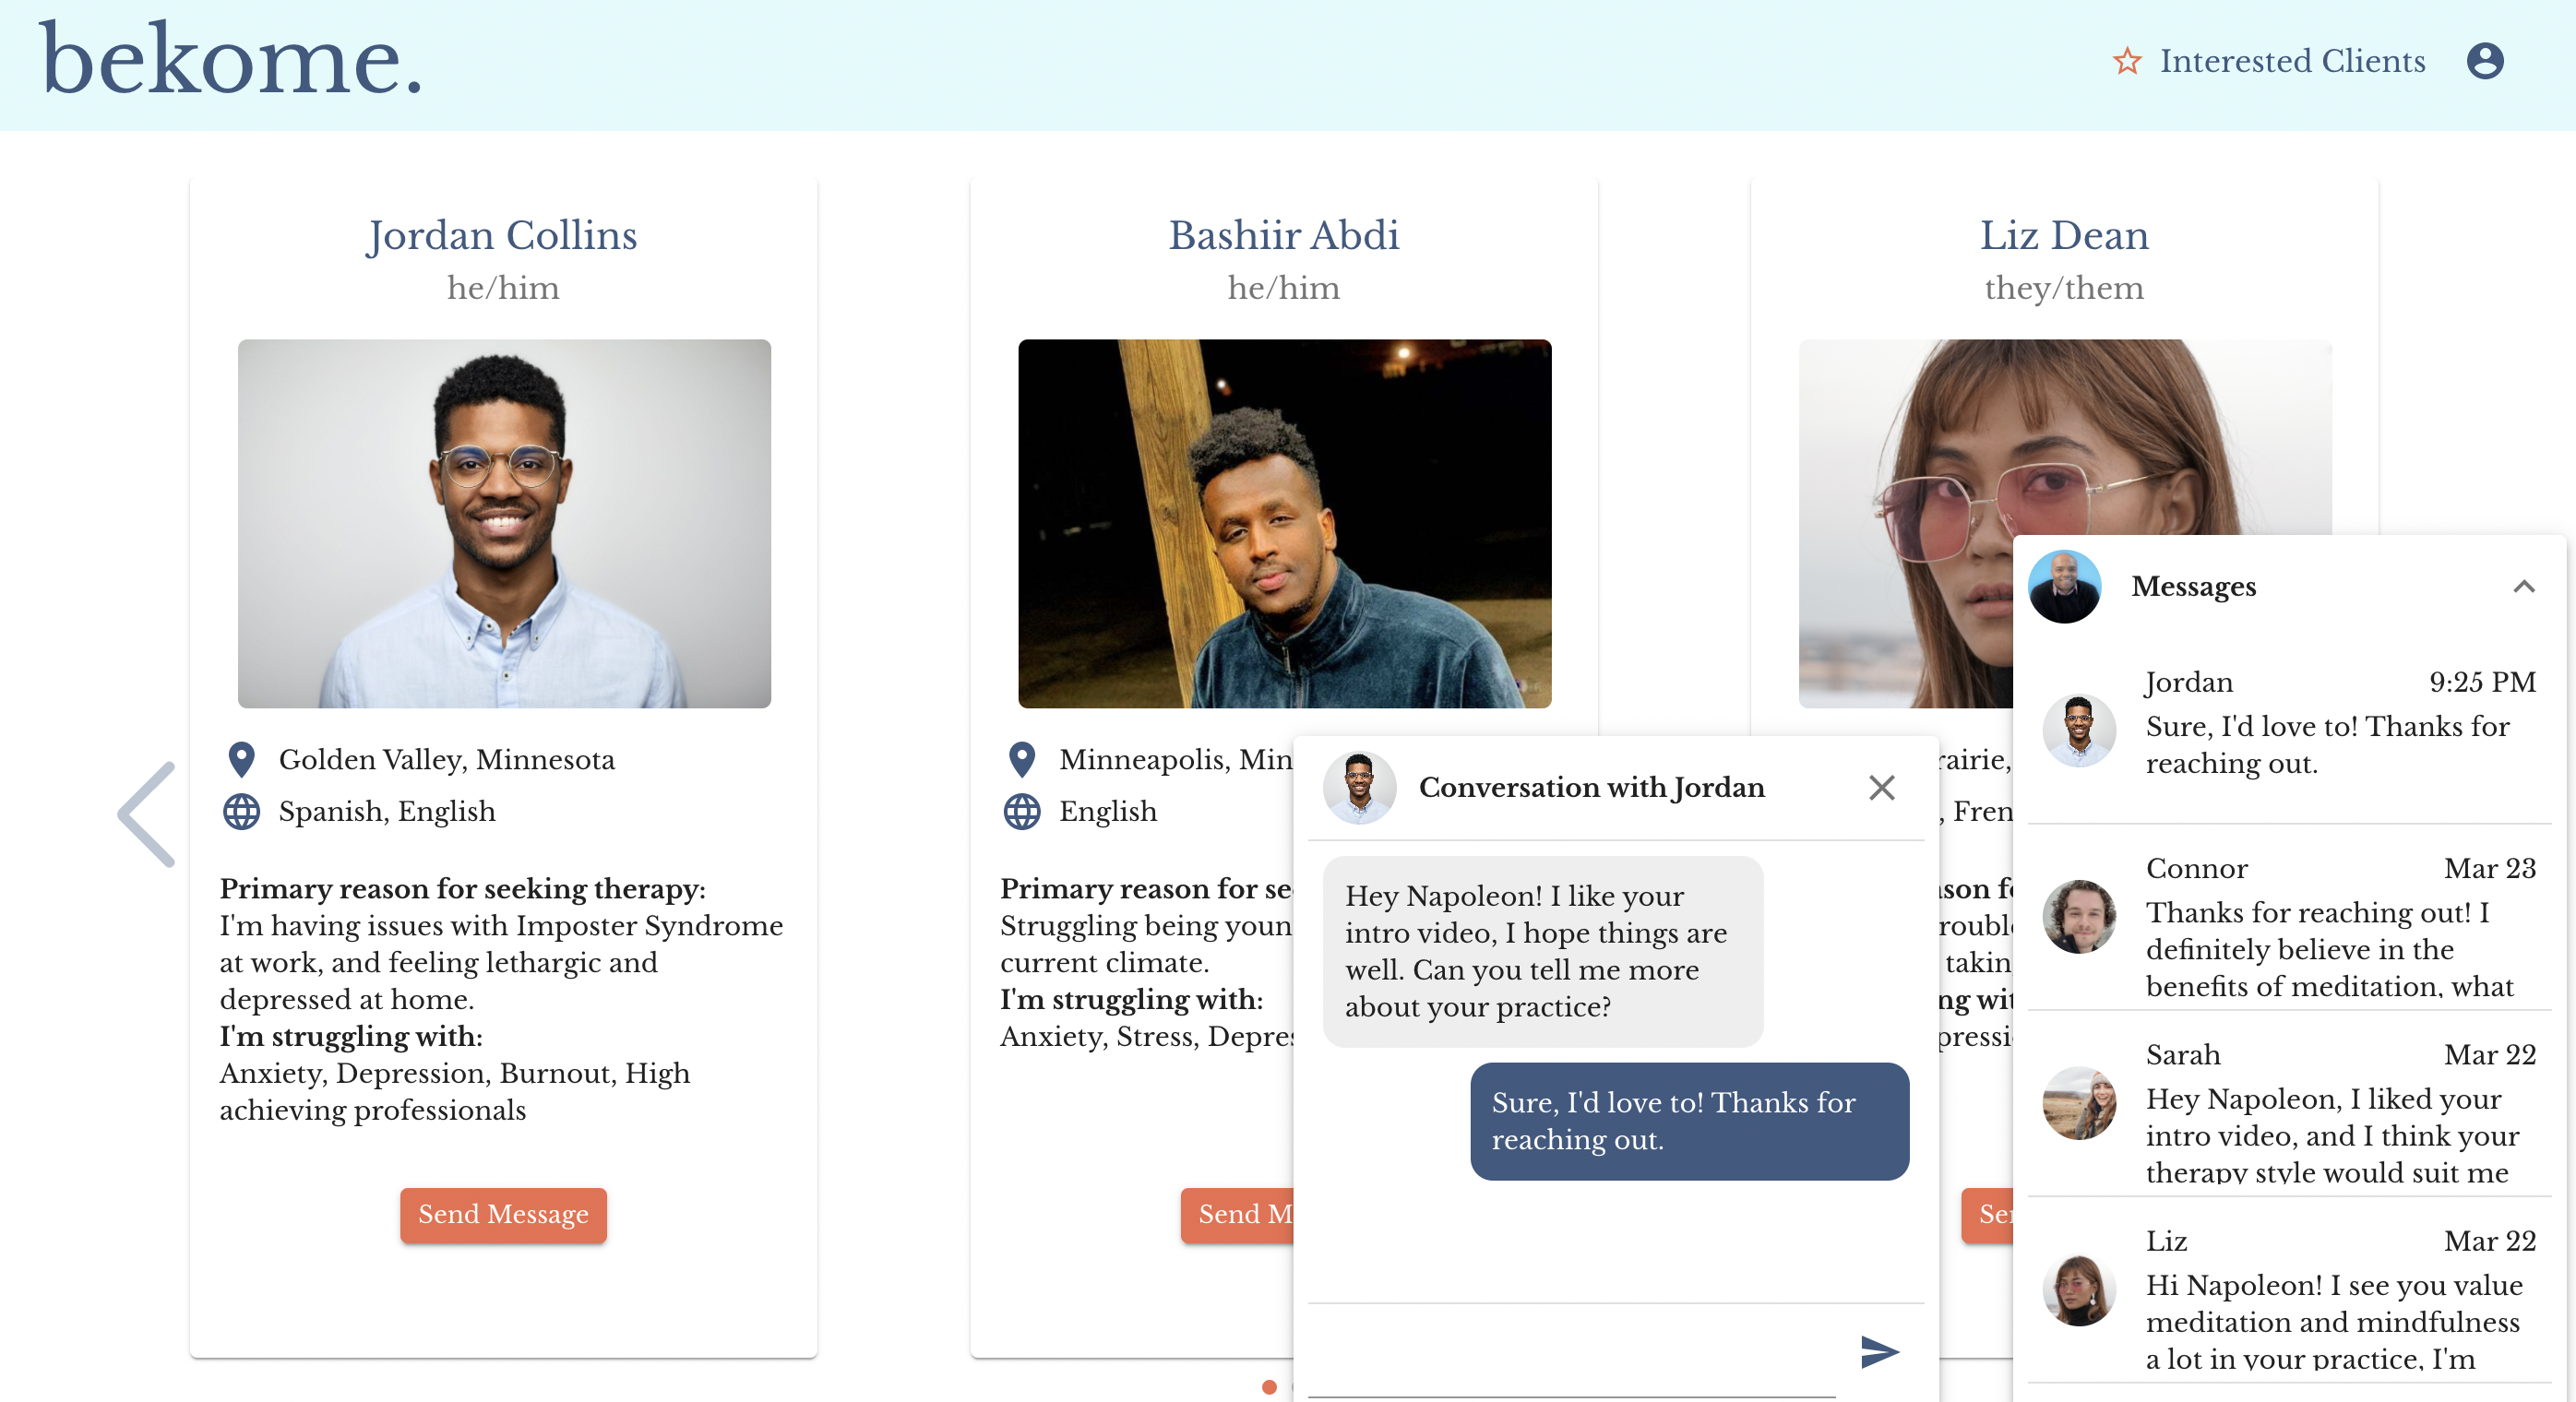 bekome.
Interested Clients
Jordan Collins
he/him
Golden Valley, Minnesota
Spanish, English
Primary reason for seeking therapy:
I'm having issues with Imposter Syndrome
at work, and feeling lethargic and
depressed at home.
I'm struggling with:
Anxiety, Depression, Burnout, High
achieving professionals
Send Message
Bashiir Abdi
he/him
Minneapolis, Min
English
Primary reason for se
Struggling being youn
current climate.
I'm struggling with:
Anxiety, Stress, Depres
Send M
Liz Dean
they/them
rairie,
, Fren
son fo
rouble
taking
ng wit
pressi
Se
Conversation with Jordan
Hey Napoleon! I like your
intro video, I hope things are
well. Can you tell me more
about your practice?
Sure, I'd love to! Thanks for
reaching out.
Messages
Jordan
9:25 PM
Sure, I'd love to! Thanks for
reaching out.
Connor
Mar 23
Thanks for reaching out! I
definitely believe in the
benefits of meditation, what
Sarah
Mar 22
Hey Napoleon, I liked your
intro video, and I think your
therapy style would suit me
Liz
Mar 22
Hi Napoleon! I see you value
meditation and mindfulness
a lot in your practice, I'm